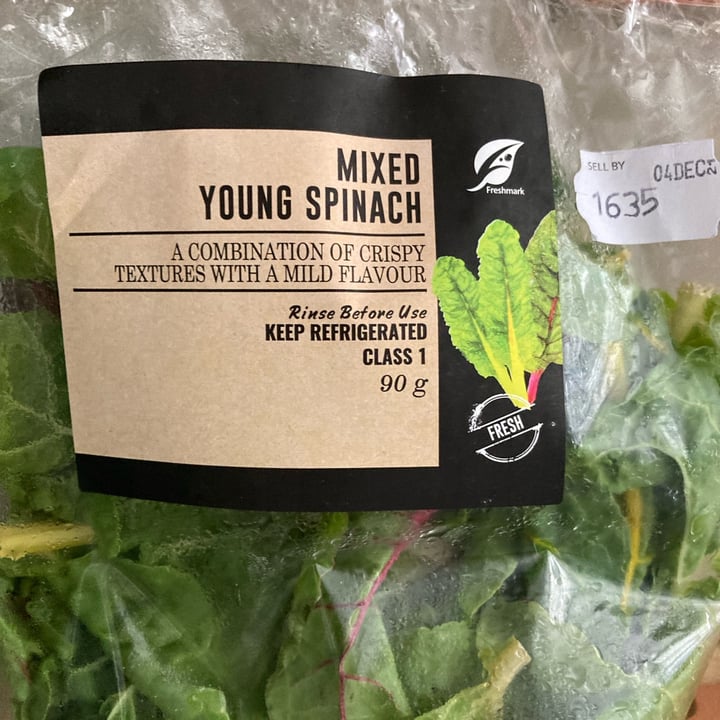 MIXED
YOUNG SPINACH
A COMBINATION OF CRISPY
TEXTURES WITH A MILD FLAVOUR
Rinse Before Use
KEEP REFRIGERATED
CLASS 1
90 g
Freshmark
FRESH
SELL BY 04DEC
1635